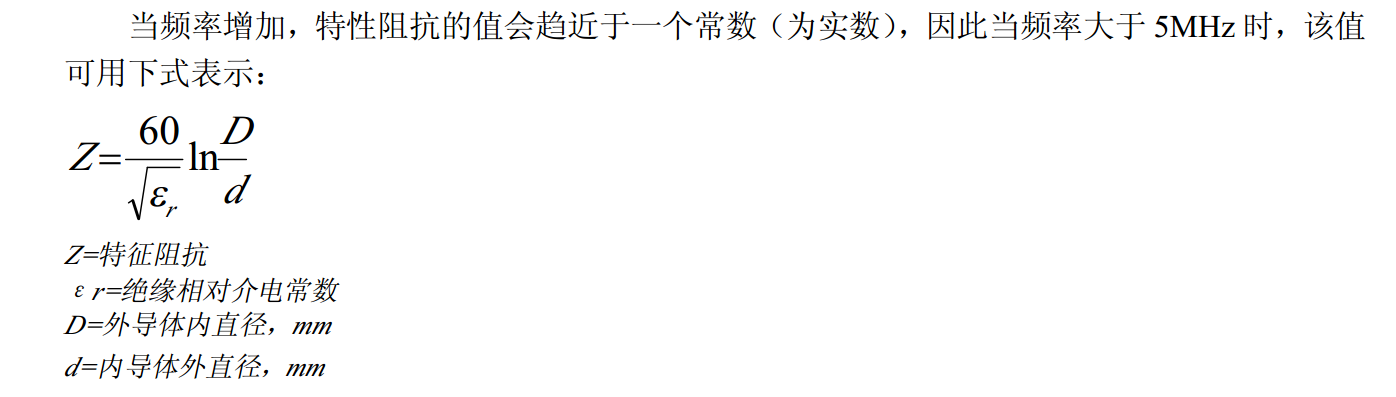 当频率增加，特性阻抗的值会趋近于一个常数（为实数），因此当频率大于 5MHz 时，该值
可用下式表示：
Z=60/√εr ln D/d
Z=特征阻抗
εr=绝缘相对介电常数
D=外导体内直径，mm
d=内导体外直径，mm